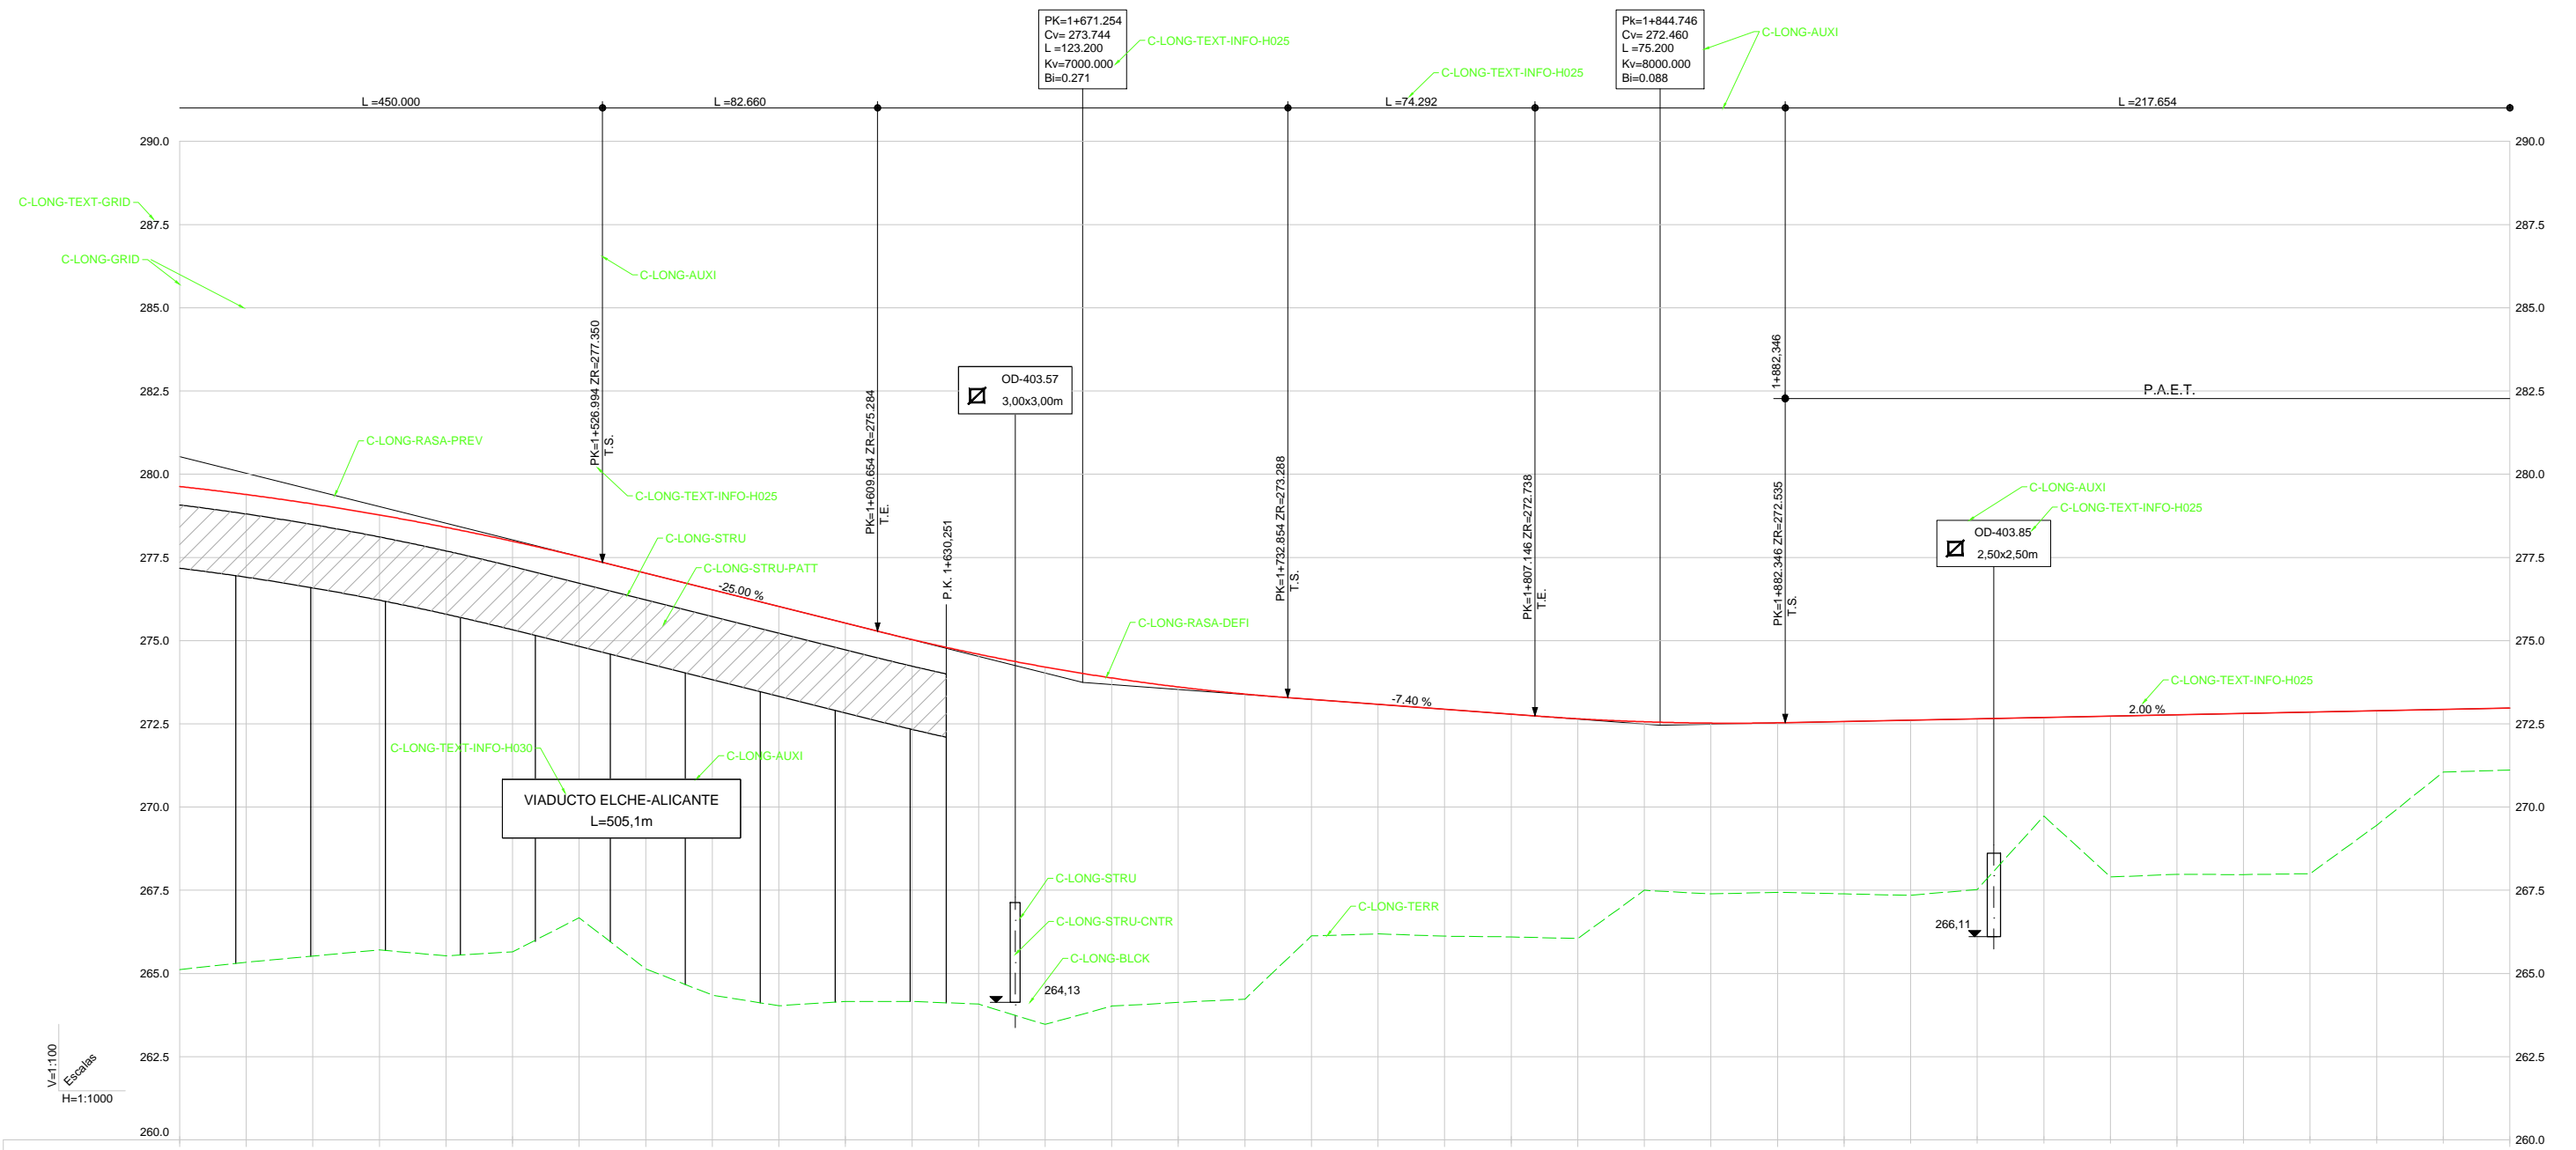 PK=1+671.254
Cv= 273.744
L =123.200
Kv=7000.000
Bi=0.271
C-LONG-TEXT-INFO-H025
Pk=1+844.746
Cv= 272.460
L =75.200
Kv=8000.000
Bi=0.088
C-LONG-AUXI
C-LONG-TEXT-INFO-H025
L =450.000
L =82.660
L =74.292
L =217.654
290.0
290.0
C-LONG-TEXT-GRID
287.5
287.5
C-LONG-GRID
C-LONG-AUXI
285.0
285.0
PK=1+526.994 ZR=277.350
T.S.
PK=1+609.654 ZR=275.284
T.E.
OD-403.57
3,00x3,00m
1+882,346
282.5
P.A.E.T.
282.5
C-LONG-RASA-PREV
280.0
280.0
C-LONG-TEXT-INFO-H025
PK=1+732.854 ZR=273.288
T.S.
PK=1+807.146 ZR=272.738
T.E.
PK=1+882.346 ZR=272.535
T.S.
C-LONG-AUXI
C-LONG-TEXT-INFO-H025
OD-403.85
2,50x2,50m
C-LONG-STRU
277.5
277.5
C-LONG-STRU-PATT
-25.00 %
P.K. 1+630,251
C-LONG-RASA-DEFI
275.0
275.0
C-LONG-TEXT-INFO-H025
-7.40 %
2.00 %
272.5
272.5
C-LONG-TEXT-INFO-H030
C-LONG-AUXI
VIADUCTO ELCHE-ALICANTE
L=505,1m
270.0
270.0
C-LONG-STRU
267.5
267.5
C-LONG-TERR
C-LONG-STRU-CNTR
266,11
C-LONG-BLCK
265.0
265.0
264,13
262.5
262.5
V=1:100
Escalas
H=1:1000
260.0
260.0